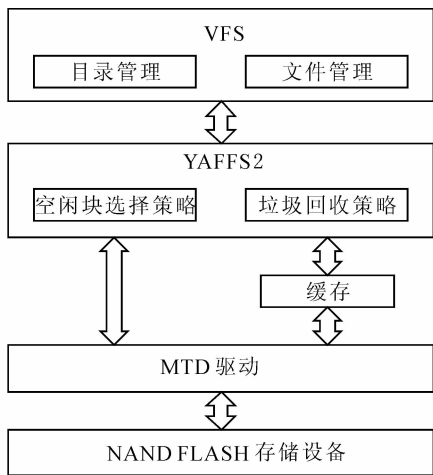 VFS
目录管理 文件管理
YAFFS2
空闲块选择策略 垃圾回收策略
缓存
MTD 驱动
NAND FLASH 存储设备